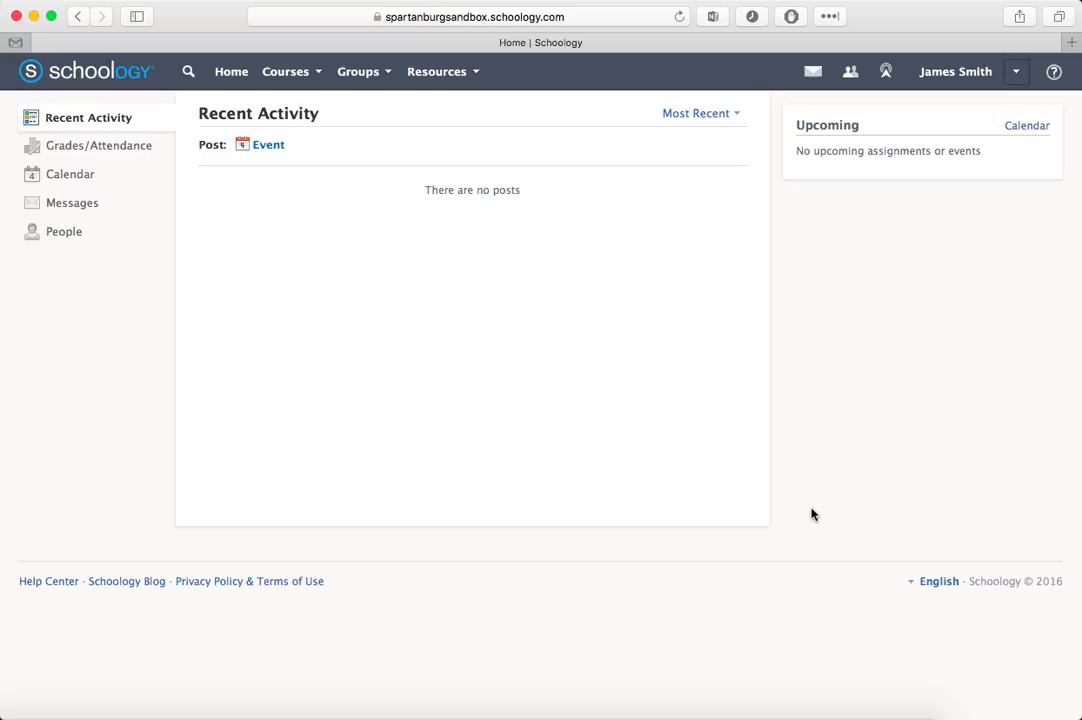 spartanburgsandbox.schoology.com
Home | Schoology
S schoology Home Courses Groups Resources James Smith ?
Recent Activity
Grades/Attendance
4 Calendar
Messages
People
Recent Activity Most Recent
Post: 4 Event
There are no posts
Upcoming Calendar
No upcoming assignments or events
Help Center · Schoology Blog · Privacy Policy & Terms of Use
English · Schoology © 2016